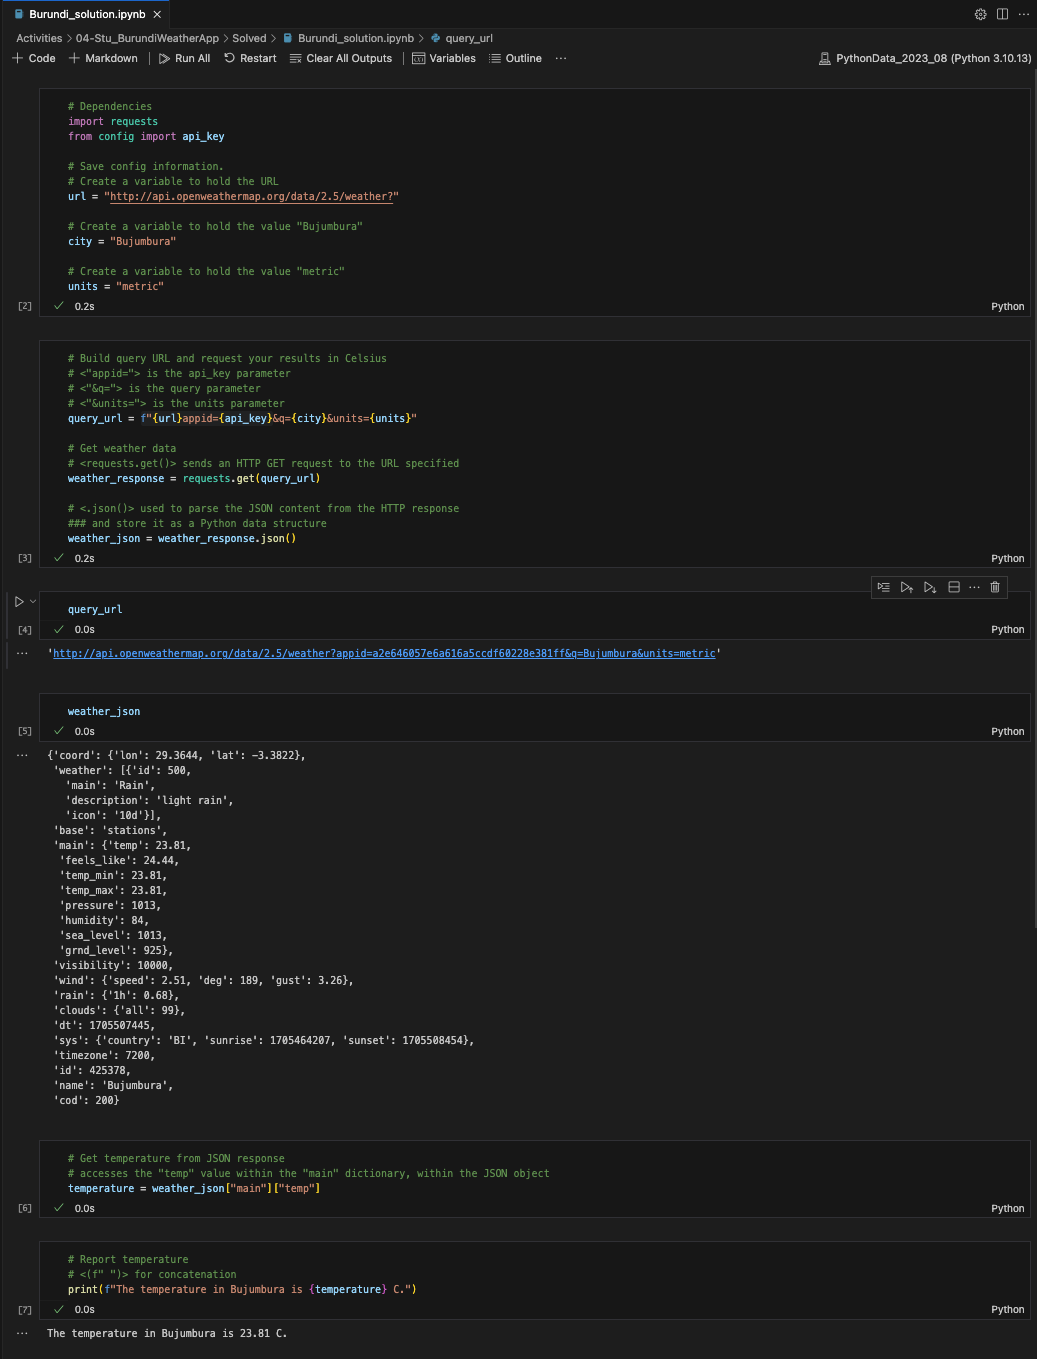 Burundi_solution.ipynb
Activities > 04-Stu_BurundiWeatherApp > Solved > Burundi_solution.ipynb > query_url
+ Code + Markdown | Run All Restart Clear All Outputs | Variables Outline ... PythonData_2023_08 (Python 3.10.13)
# Dependencies
import requests
from config import api_key
# Save config information.
# Create a variable to hold the URL
url = "http://api.openweathermap.org/data/2.5/weather?"
# Create a variable to hold the value "Bujumbura"
city = "Bujumbura"
# Create a variable to hold the value "metric"
units = "metric"
[2] 0.2s Python
# Build query URL and request your results in Celsius
# <"appid="> is the api_key parameter
# <"&q="> is the query parameter
# <"&units="> is the units parameter
query_url = f"{url}appid={api_key}&q={city}&units={units}"
# Get weather data
# <requests.get()> sends an HTTP GET request to the URL specified
weather_response = requests.get(query_url)
# <.json()> used to parse the JSON content from the HTTP response
### and store it as a Python data structure
weather_json = weather_response.json()
[3] 0.2s Python
query_url
[4] 0.0s Python
'http://api.openweathermap.org/data/2.5/weather?appid=a2e646057e6a616a5ccdf60228e381ff&q=Bujumbura&units=metric'
weather_json
[5] 0.0s Python
{'coord': {'lon': 29.3644, 'lat': -3.3822},
'weather': [{'id': 500,
'main': 'Rain',
'description': 'light rain',
'icon': '10d'}],
'base': 'stations',
'main': {'temp': 23.81,
'feels_like': 24.44,
'temp_min': 23.81,
'temp_max': 23.81,
'pressure': 1013,
'humidity': 84,
'sea_level': 1013,
'grnd_level': 925},
'visibility': 10000,
'wind': {'speed': 2.51, 'deg': 189, 'gust': 3.26},
'rain': {'1h': 0.68},
'clouds': {'all': 99},
'dt': 1705507445,
'sys': {'country': 'BI', 'sunrise': 1705464207, 'sunset': 1705508454},
'timezone': 7200,
'id': 425378,
'name': 'Bujumbura',
'cod': 200}
# Get temperature from JSON response
# accesses the "temp" value within the "main" dictionary, within the JSON object
temperature = weather_json["main"]["temp"]
[6] 0.0s Python
# Report temperature
# <(f" ")> for concatenation
print(f"The temperature in Bujumbura is {temperature} C.")
[7] 0.0s Python
The temperature in Bujumbura is 23.81 C.